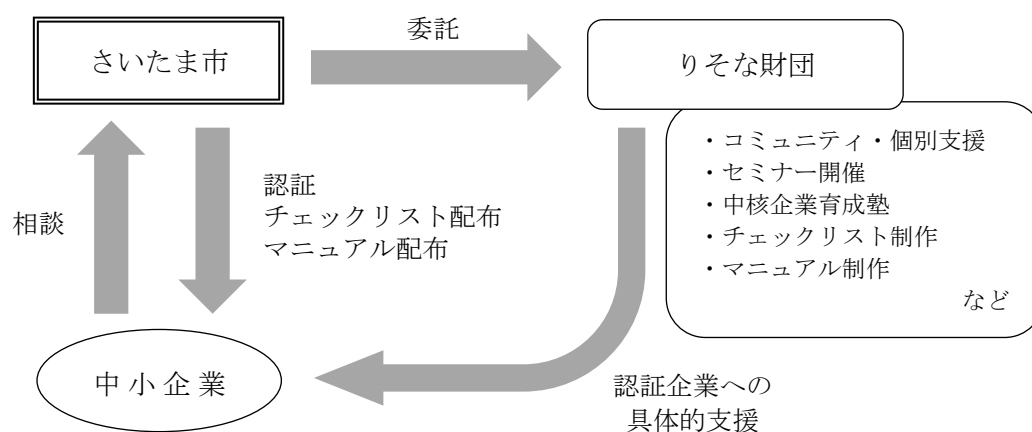 さいたま市
委託
りそな財団
・コミュニティ・個別支援
・セミナー開催
・中核企業育成塾
・チェックリスト制作
・マニュアル制作
など
相談
認証
チェックリスト配布
マニュアル配布
中小企業
認証企業への
具体的支援